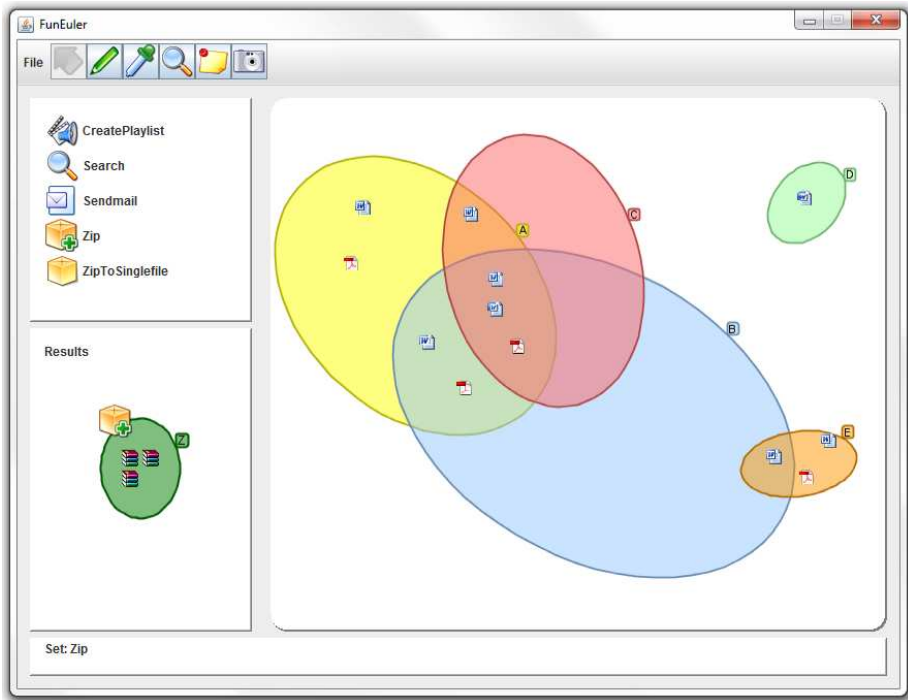 FunEuler
File
CreatePlaylist
Search
Sendmail
Zip
ZipToSinglefile
Results
Z
Set: Zip
A
C
D
B
E